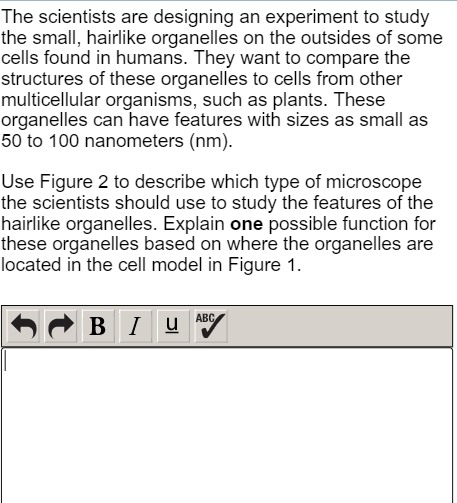 The scientists are designing an experiment to study
the small, hairlike organelles on the outsides of some
cells found in humans. They want to compare the
structures of these organelles to cells from other
multicellular organisms, such as plants. These
organelles can have features with sizes as small as
50 to 100 nanometers (nm).
Use Figure 2 to describe which type of microscope
the scientists should use to study the features of the
hairlike organelles. Explain one possible function for
these organelles based on where the organelles are
located in the cell model in Figure 1.
B I u ABC